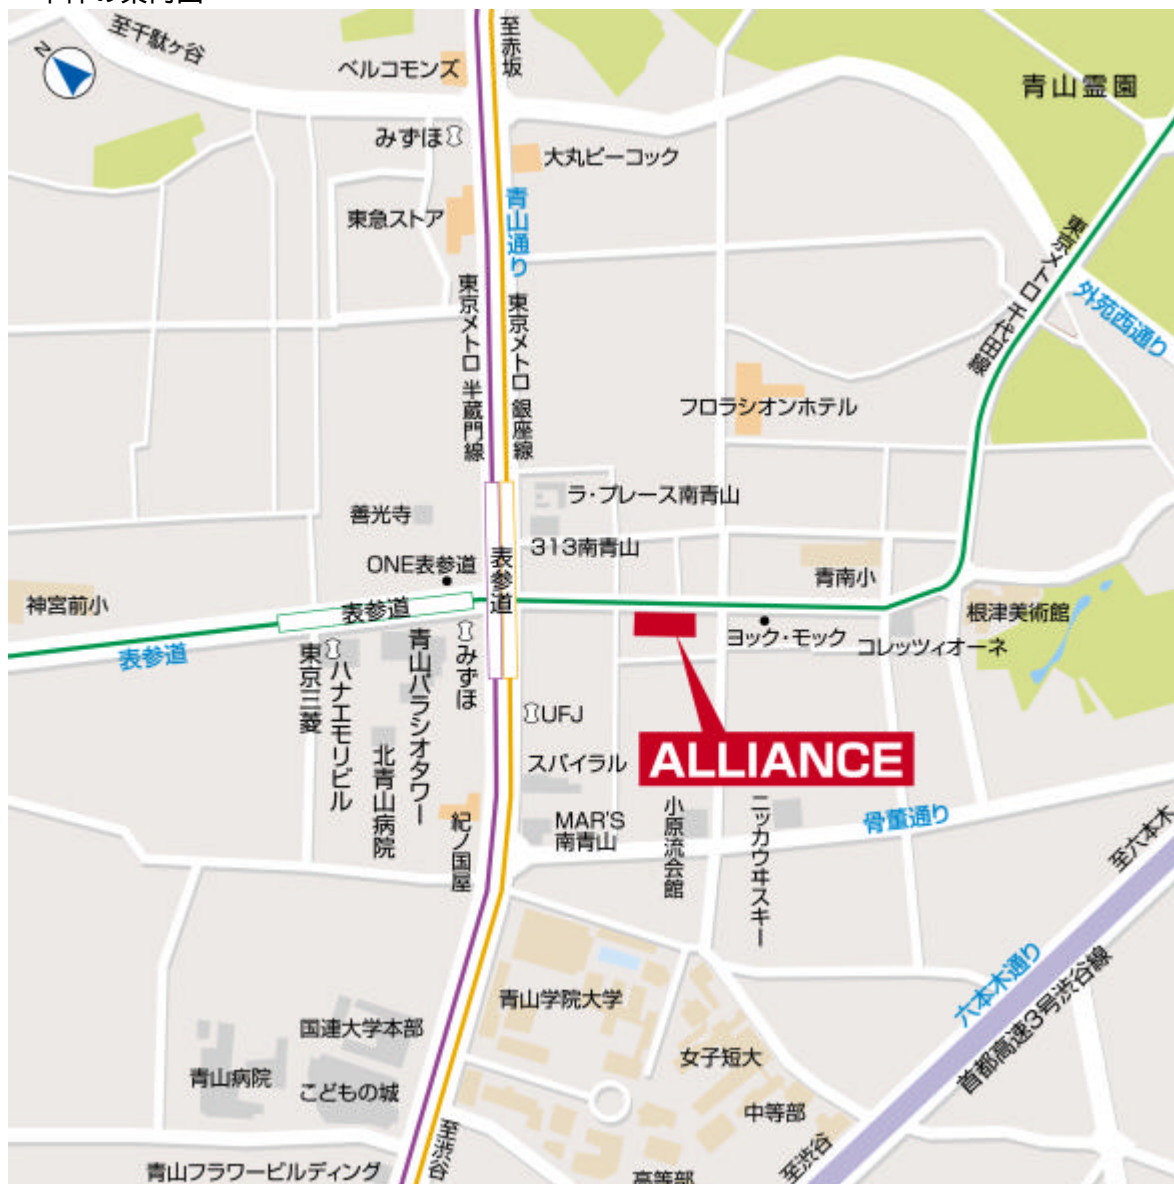 至千駄ヶ谷
N
ベルコモンズ
至赤坂
青山霊園
みずほ
大丸ピーコック
東急ストア
青山通り
東京メトロ 半蔵門線
東京メトロ 銀座線
東京メトロ 千代田線
外苑西通り
フロラシオンホテル
ラ・プレース南青山
善光寺
313南青山
ONE表参道
表参道
青南小
神宮前小
表参道
根津美術館
ヨック・モック
コレッツィオーネ
表参道
東京三菱
ハナエモリビル
青山パラシオタワー
みずほ
北青山病院
UFJ
スパイラル
ALLIANCE
紀ノ国屋
MAR'S
南青山
小原流会館
ニッカウヰスキー
骨董通り
至六本木
青山学院大学
六本木通り
首都高速3号渋谷線
国連大学本部
女子短大
青山病院
こどもの城
中等部
至渋谷
至渋谷
青山フラワービルディング
高等部